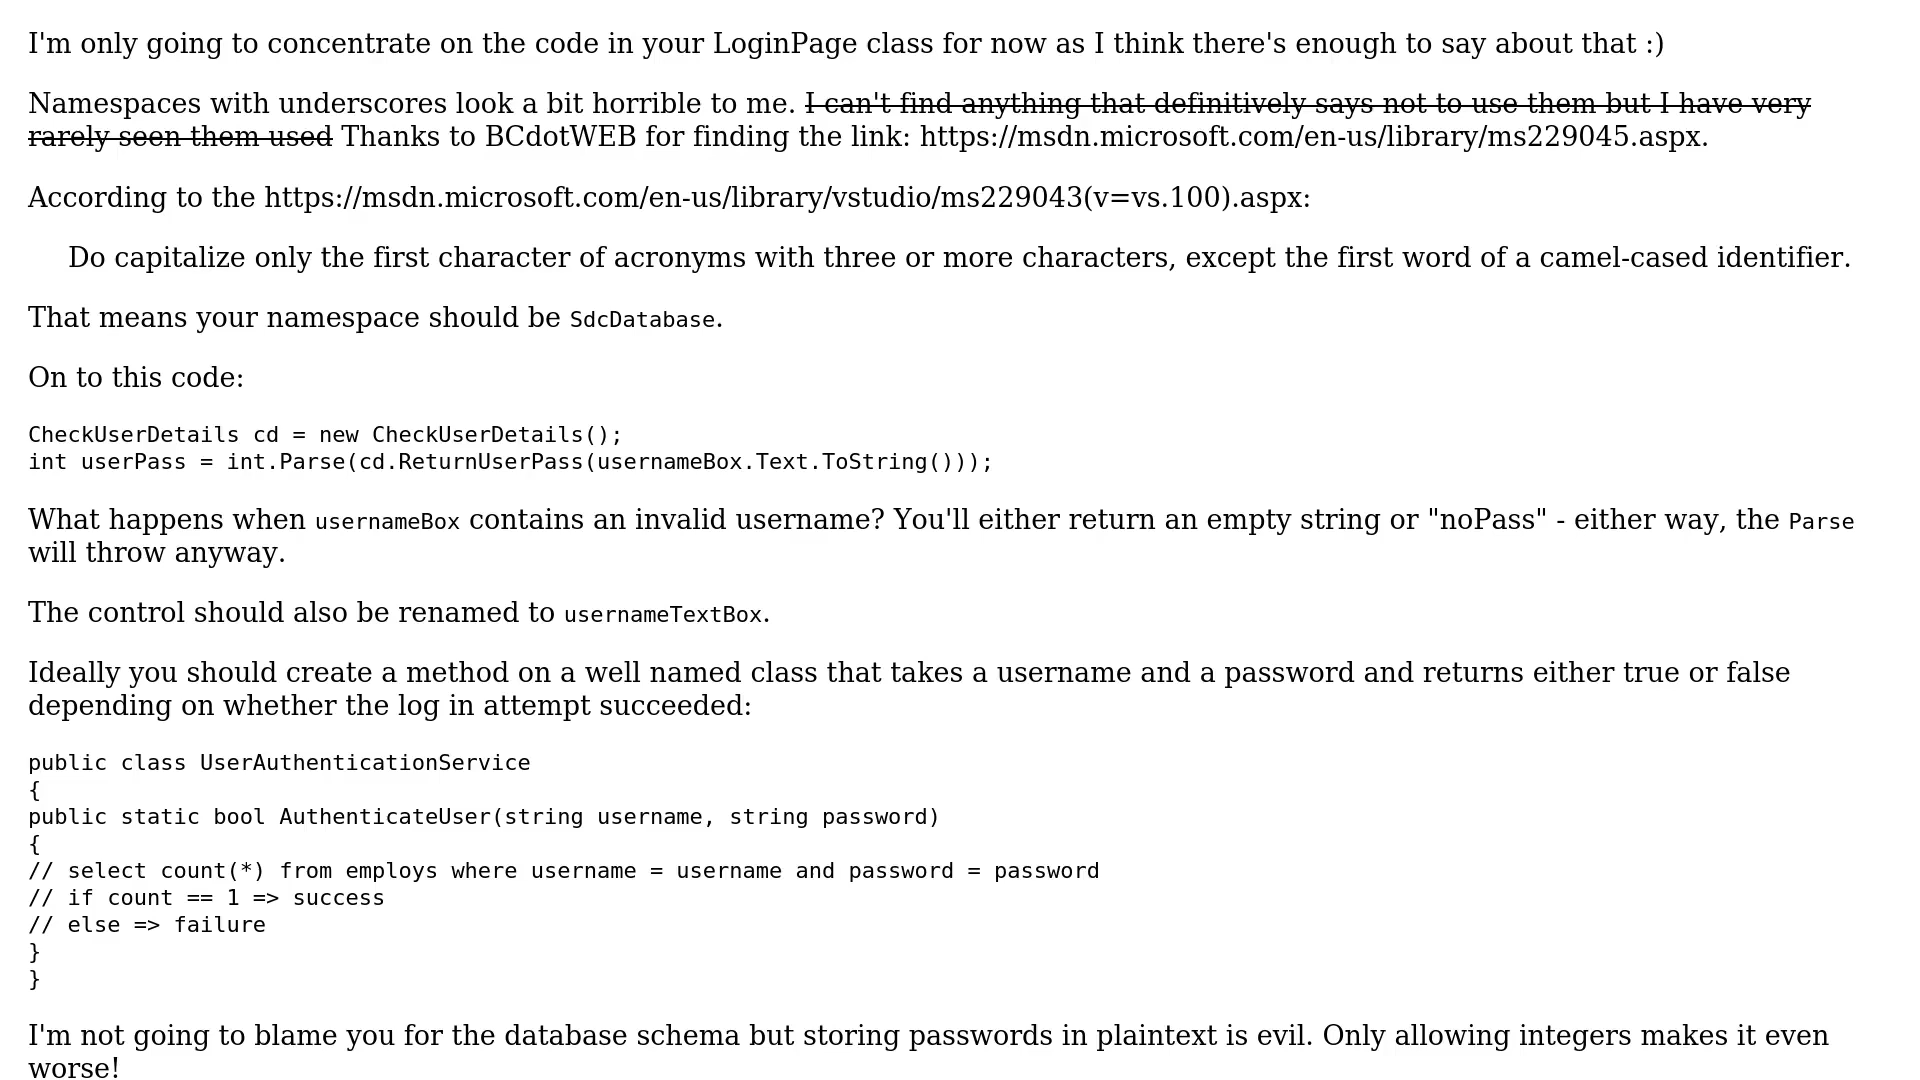 I'm only going to concentrate on the code in your LoginPage class for now as I think there's enough to say about that :)
Namespaces with underscores look a bit horrible to me. I can't find anything that definitively says not to use them but I have very
rarely seen them used Thanks to BCdotWEB for finding the link: https://msdn.microsoft.com/en-us/library/ms229045.aspx.
According to the https://msdn.microsoft.com/en-us/library/vstudio/ms229043(v=vs.100).aspx:
Do capitalize only the first character of acronyms with three or more characters, except the first word of a camel-cased identifier.
That means your namespace should be SdcDatabase.
On to this code:
CheckUserDetails cd = new CheckUserDetails();
int userPass = int.Parse(cd.ReturnUserPass(usernameBox.Text.ToString()));
What happens when usernameBox contains an invalid username? You'll either return an empty string or "noPass" - either way, the Parse
will throw anyway.
The control should also be renamed to usernameTextBox.
Ideally you should create a method on a well named class that takes a username and a password and returns either true or false
depending on whether the log in attempt succeeded:
public class UserAuthenticationService
{
public static bool AuthenticateUser(string username, string password)
{
// select count(*) from employs where username = username and password = password
// if count == 1 => success
// else => failure
}
}
I'm not going to blame you for the database schema but storing passwords in plaintext is evil. Only allowing integers makes it even
worse!